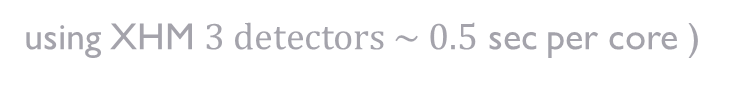 using XHM 3 detectors ~ 0.5 sec per core )